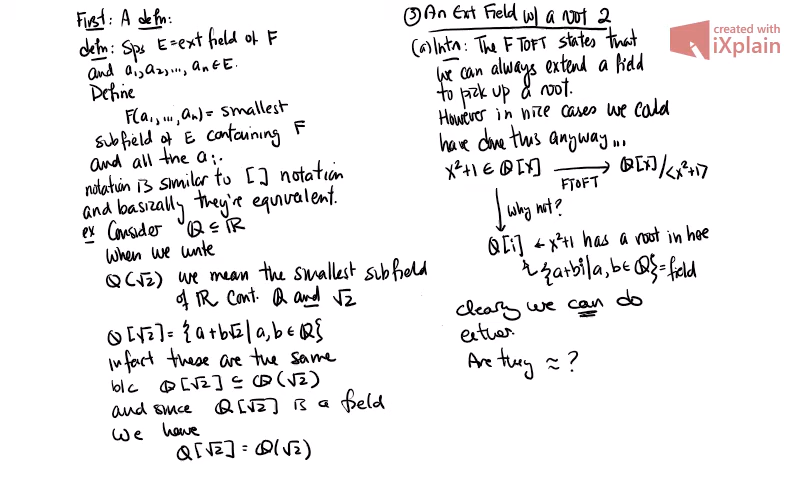 First: A defn:
defn: Sps E = ext field of F
and a₁, a₂, ..., aₙ ∈ E.
Define
F(a₁, ..., aₙ) = smallest
subfield of E containing F
and all the aᵢ.
notation is similar to [ ] notation
and basically they're equivalent.
ex Consider Q ⊆ R
When we write
Q(√2) we mean the smallest subfield
of R cont. Q and √2
Q[√2] = {a+b√2 | a, b ∈ Q}
In fact these are the same
b/c Q[√2] ⊆ Q(√2)
and since Q[√2] is a field
We have
Q[√2] = Q(√2)
③ An Ext Field w/ a root 2
(a) Intro: The FTOFT states that
we can always extend a field
to pick up a root.
However in nice cases we could
have done this anyway...
x²+1 ∈ Q[x] → Q[x]/<x²+1>
FTOFT
Why not?
Q[i] ← x²+1 has a root in here
{a+bi | a, b ∈ Q} = field
clearly we can do
either.
Are they ≈ ?
created with
iXplain